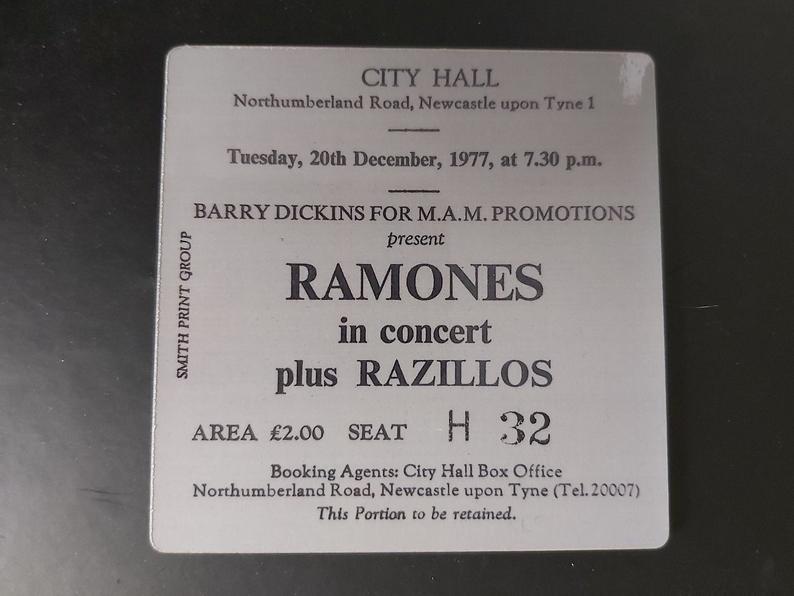 CITY HALL
Northumberland Road, Newcastle upon Tyne 1
Tuesday, 20th December, 1977, at 7.30 p.m.
BARRY DICKINS FOR M.A.M. PROMOTIONS
present
RAMONES
in concert
plus RAZILLOS
AREA £2.00 SEAT H 32
Booking Agents: City Hall Box Office
Northumberland Road, Newcastle upon Tyne (Tel. 20007)
This Portion to be retained.
SMITH PRINT GROUP